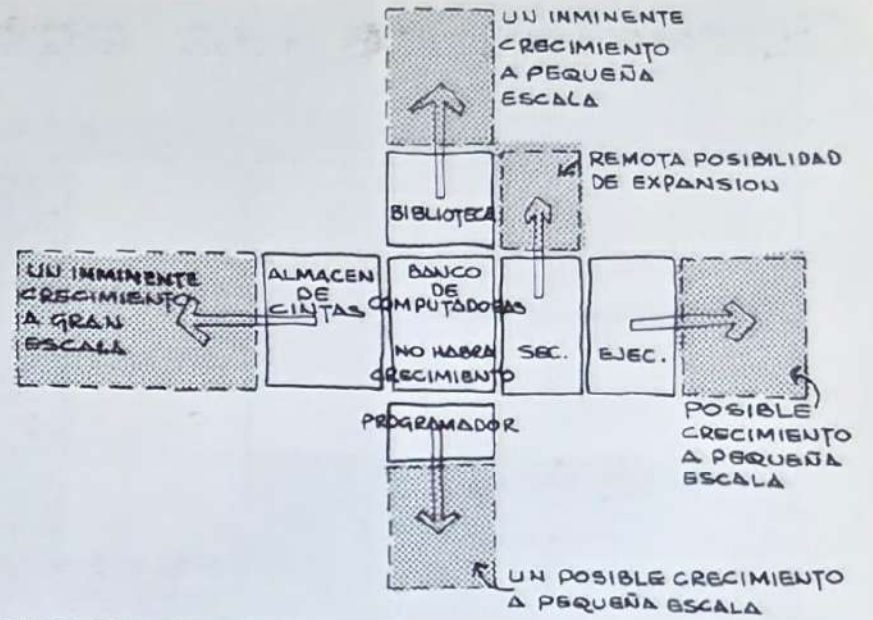 UN INMINENTE
CRECIMIENTO
A PEQUEÑA
ESCALA
REMOTA POSIBILIDAD
DE EXPANSION
BIBLIOTECA
UN INMINENTE
CRECIMIENTO
A GRAN
ESCALA
ALMACEN
DE
CINTAS
BANCO
DE
COMPUTADORAS
NO HABRA
CRECIMIENTO
SEC.
EJEC.
POSIBLE
CRECIMIENTO
A PEQUEÑA
ESCALA
PROGRAMADOR
UN POSIBLE CRECIMIENTO
A PEQUEÑA ESCALA